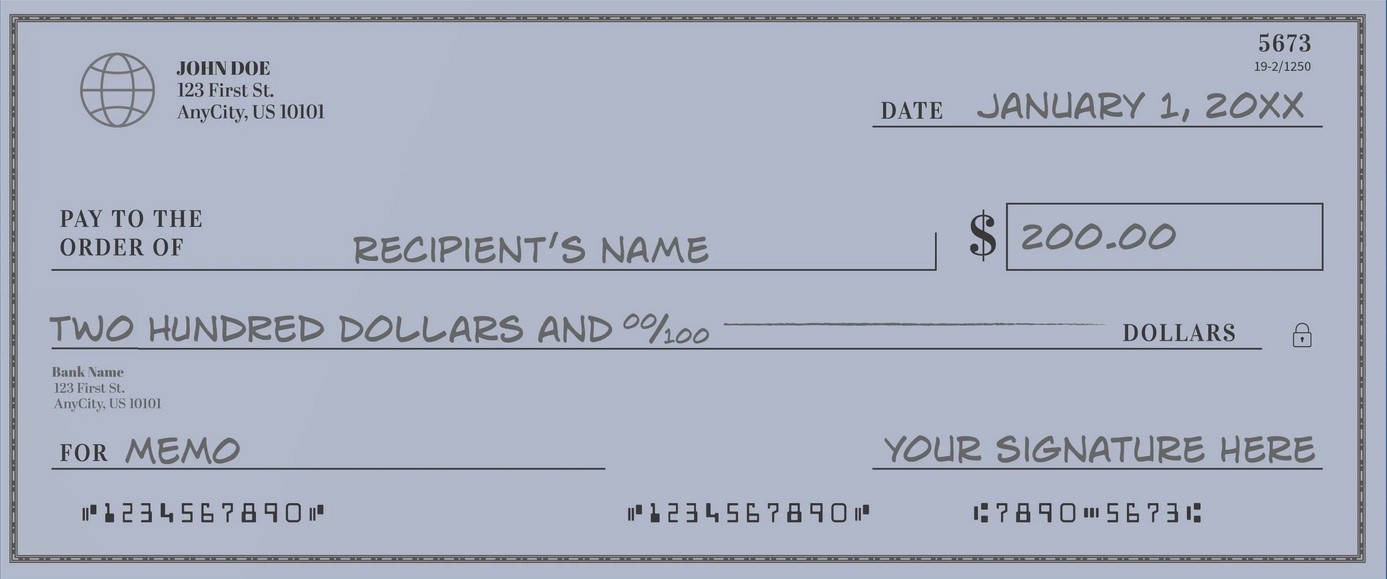 5673
19-2/1250
JOHN DOE
123 First St.
AnyCity, US 10101
DATE JANUARY 1, 20XX
PAY TO THE
ORDER OF RECIPIENT'S NAME $ 200.00
TWO HUNDRED DOLLARS AND 00/100 DOLLARS
Bank Name
123 First St.
AnyCity, US 10101
FOR MEMO YOUR SIGNATURE HERE
⑈1234567890⑈ ⑈1234567890⑈ ⑆7890⑉5673⑆